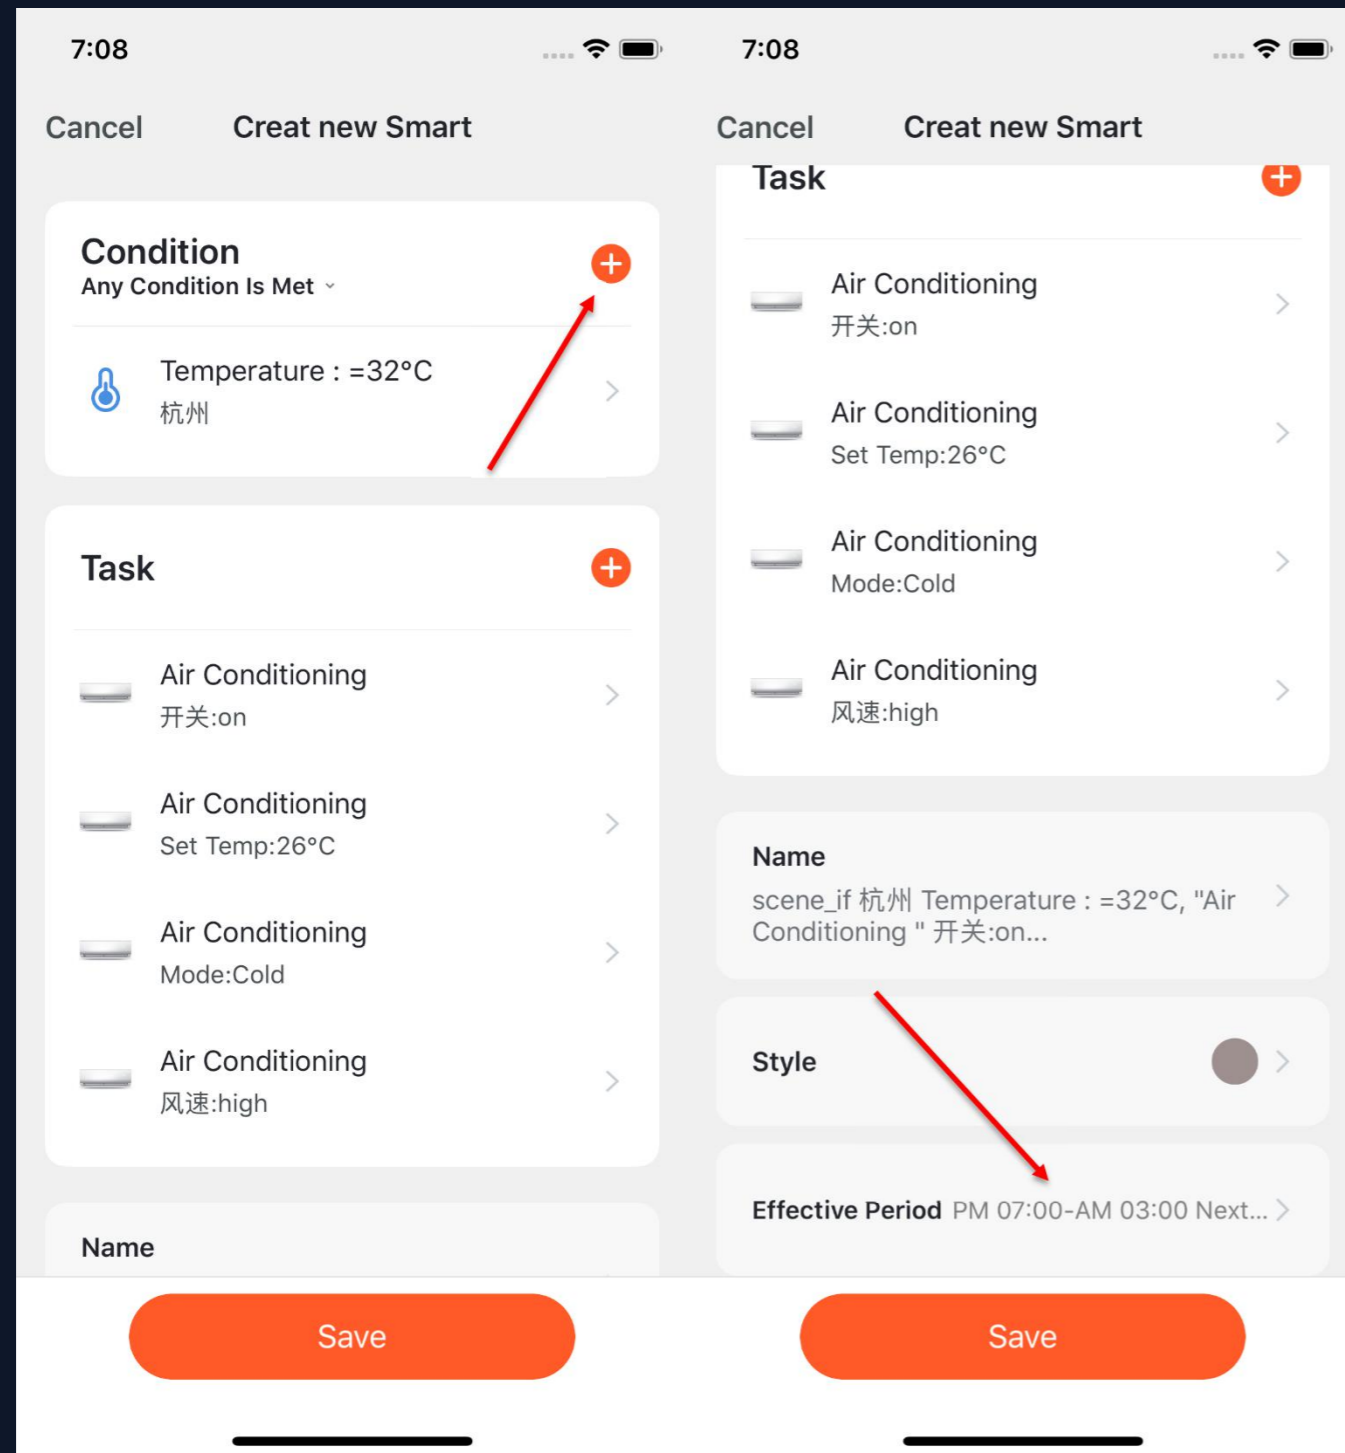 7:08
Cancel
Creat new Smart
Condition
Any Condition Is Met
Temperature : =32°C
杭州
Task
Air Conditioning
开关:on
Air Conditioning
Set Temp:26°C
Air Conditioning
Mode:Cold
Air Conditioning
风速:high
Name
Save
7:08
Cancel
Creat new Smart
Task
Air Conditioning
开关:on
Air Conditioning
Set Temp:26°C
Air Conditioning
Mode:Cold
Air Conditioning
风速:high
Name
scene_if 杭州 Temperature : =32°C, "Air
Conditioning " 开关:on...
Style
Effective Period PM 07:00-AM 03:00 Next...
Save